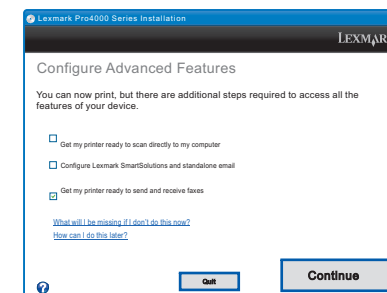 Lexmark Pro4000 Series Installation
LEXMAR
Configure Advanced Features
You can now print, but there are additional steps required to access all the
features of your device.
Get my printer ready to scan directly to my computer
Configure Lexmark SmartSolutions and standalone email
Get my printer ready to send and receive faxes
What will I be missing if I don't do this now?
How can I do this later?
?
Quit
Continue